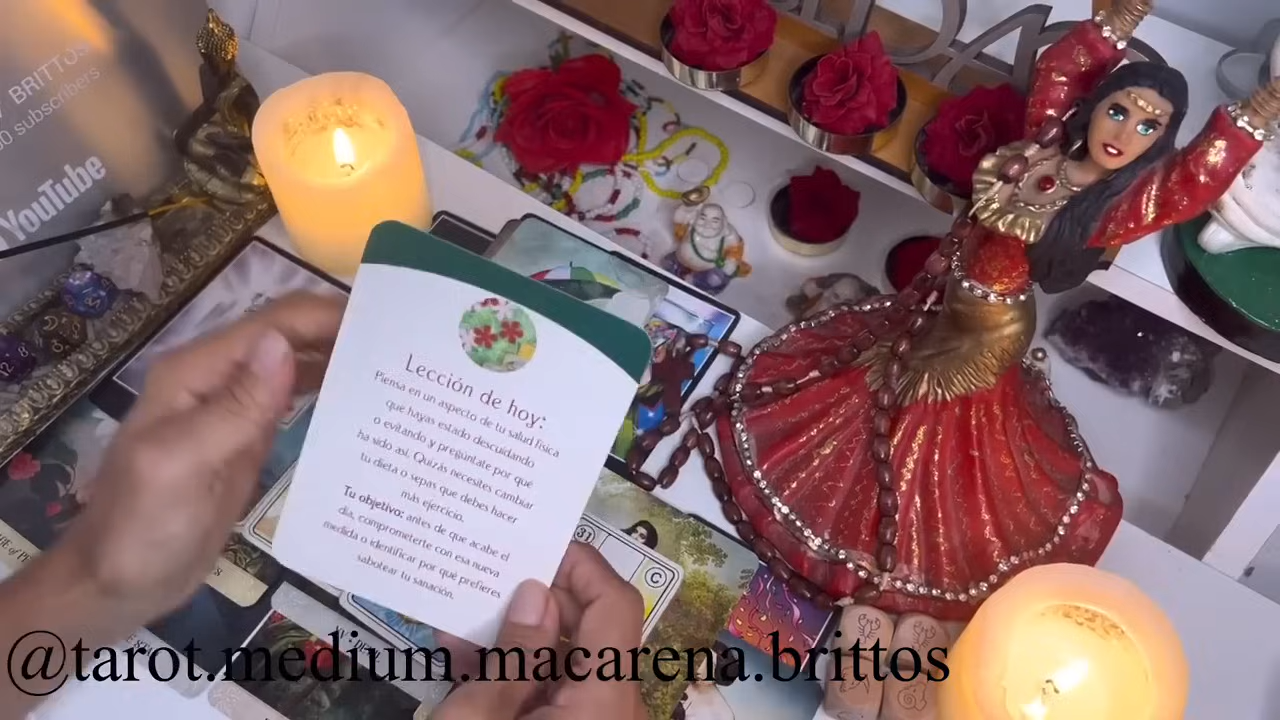 BRITTOS
00 subscribers
YouTube
Lección de hoy:
Piensa en un aspecto de tu salud física
que hayas estado descuidando
o evitando y pregúntate por qué
ha sido así. Quizás necesites cambiar
tu dieta o sepas que debes hacer
más ejercicio.
Tu objetivo: antes de que acabe el
día, comprometerte con esa nueva
medida o identificar por qué prefieres
sabotear tu sanación.
31
C
@tarot.medium.macarena.brittos